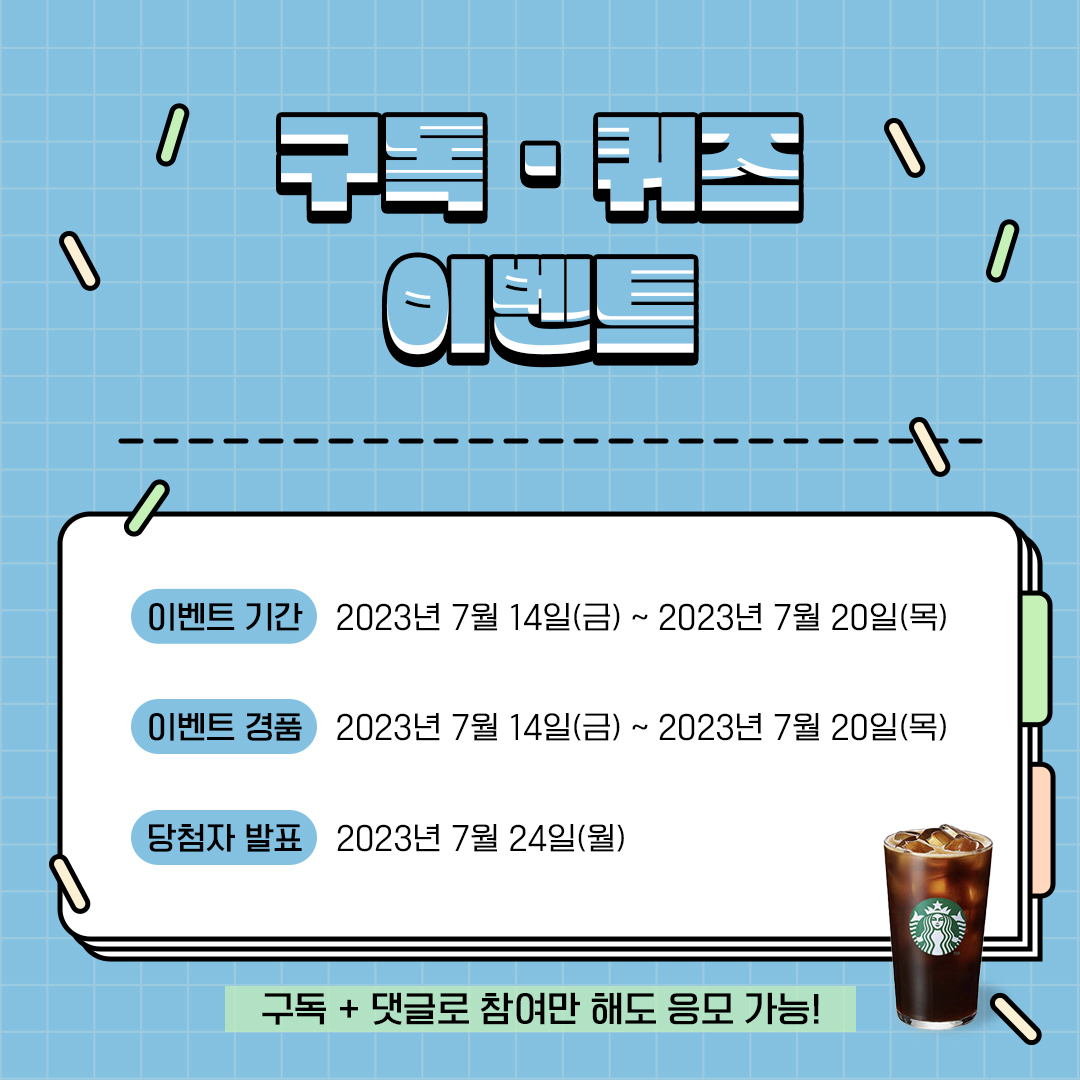 구독 · 퀴즈
이벤트
이벤트 기간 2023년 7월 14일(금) ~ 2023년 7월 20일(목)
이벤트 경품 2023년 7월 14일(금) ~ 2023년 7월 20일(목)
당첨자 발표 2023년 7월 24일(월)
구독 + 댓글로 참여만 해도 응모 가능!